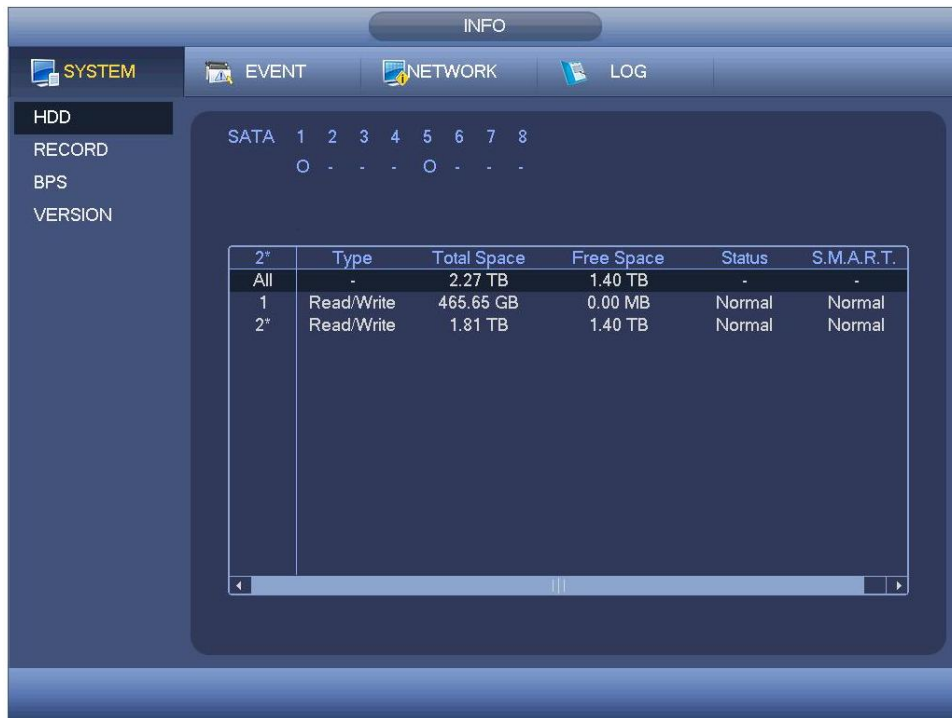 INFO
SYSTEM EVENT NETWORK LOG
HDD
RECORD
BPS
VERSION
SATA 1 2 3 4 5 6 7 8
O - - - O - - -
2* Type Total Space Free Space Status S.M.A.R.T.
All - 2.27 TB 1.40 TB - -
1 Read/Write 465.65 GB 0.00 MB Normal Normal
2* Read/Write 1.81 TB 1.40 TB Normal Normal